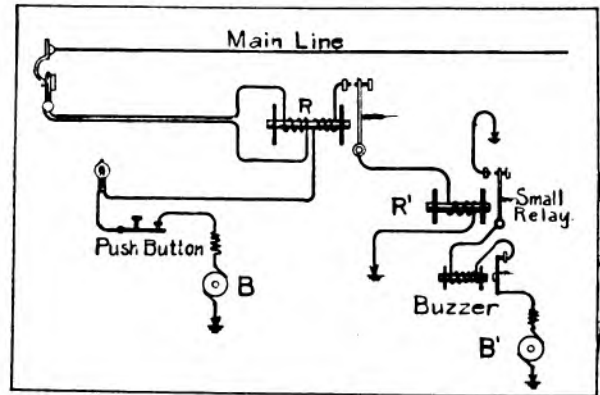 Main Line
R
R'
Small
Relay.
Push Button
B
Buzzer
B'